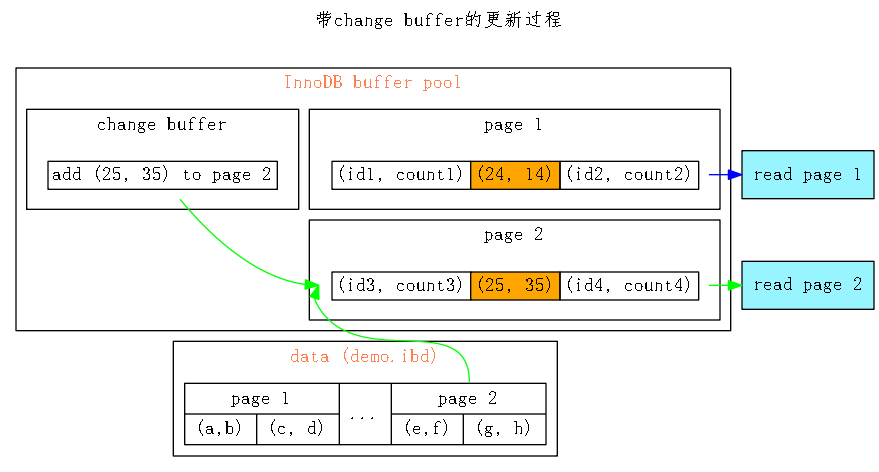 带change buffer的更新过程
InnoDB buffer pool
change buffer
add (25, 35) to page 2
page 1
(id1, count1) (24, 14) (id2, count2)
read page 1
page 2
(id3, count3) (25, 35) (id4, count4)
read page 2
data (demo.ibd)
page 1 ... page 2
(a,b) (c, d) (e,f) (g, h)